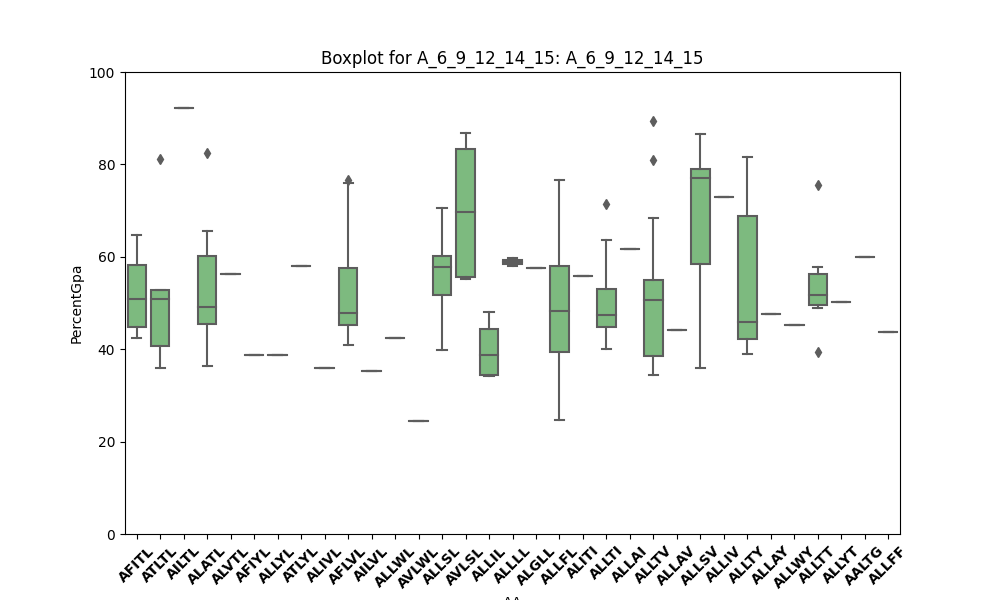 Boxplot for A_6_9_12_14_15: A_6_9_12_14_15
PercentGpa
100
80
60
40
20
0
AFITL
ATLTL
AILTL
ALATL
ALVTL
AFIYL
ALLYL
ATLYL
ALIVL
AFLVL
AILVL
ALLWL
AVLWL
ALLSL
AVLSL
ALLIL
ALLLL
ALGLL
ALLFL
ALITI
ALLTI
ALLAI
ALLTV
ALLAV
ALLSV
ALLIV
ALLTY
ALLAY
ALLWY
ALLTT
ALLYT
AALTG
ALLFF